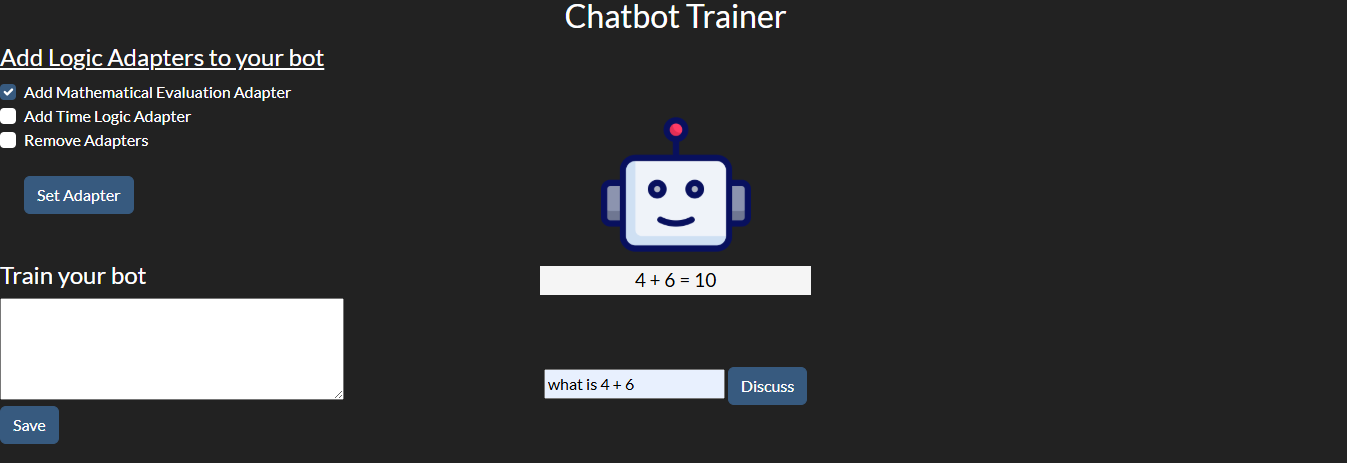 Chatbot Trainer
Add Logic Adapters to your bot
Add Mathematical Evaluation Adapter
Add Time Logic Adapter
Remove Adapters
Set Adapter
Train your bot
Save
4 + 6 = 10
what is 4 + 6
Discuss